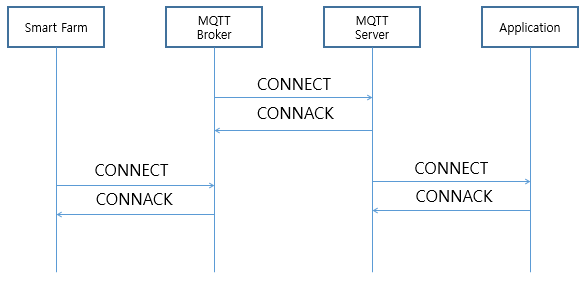 Smart Farm
MQTT
Broker
MQTT
Server
Application
CONNECT
CONNACK
CONNECT
CONNACK
CONNECT
CONNACK